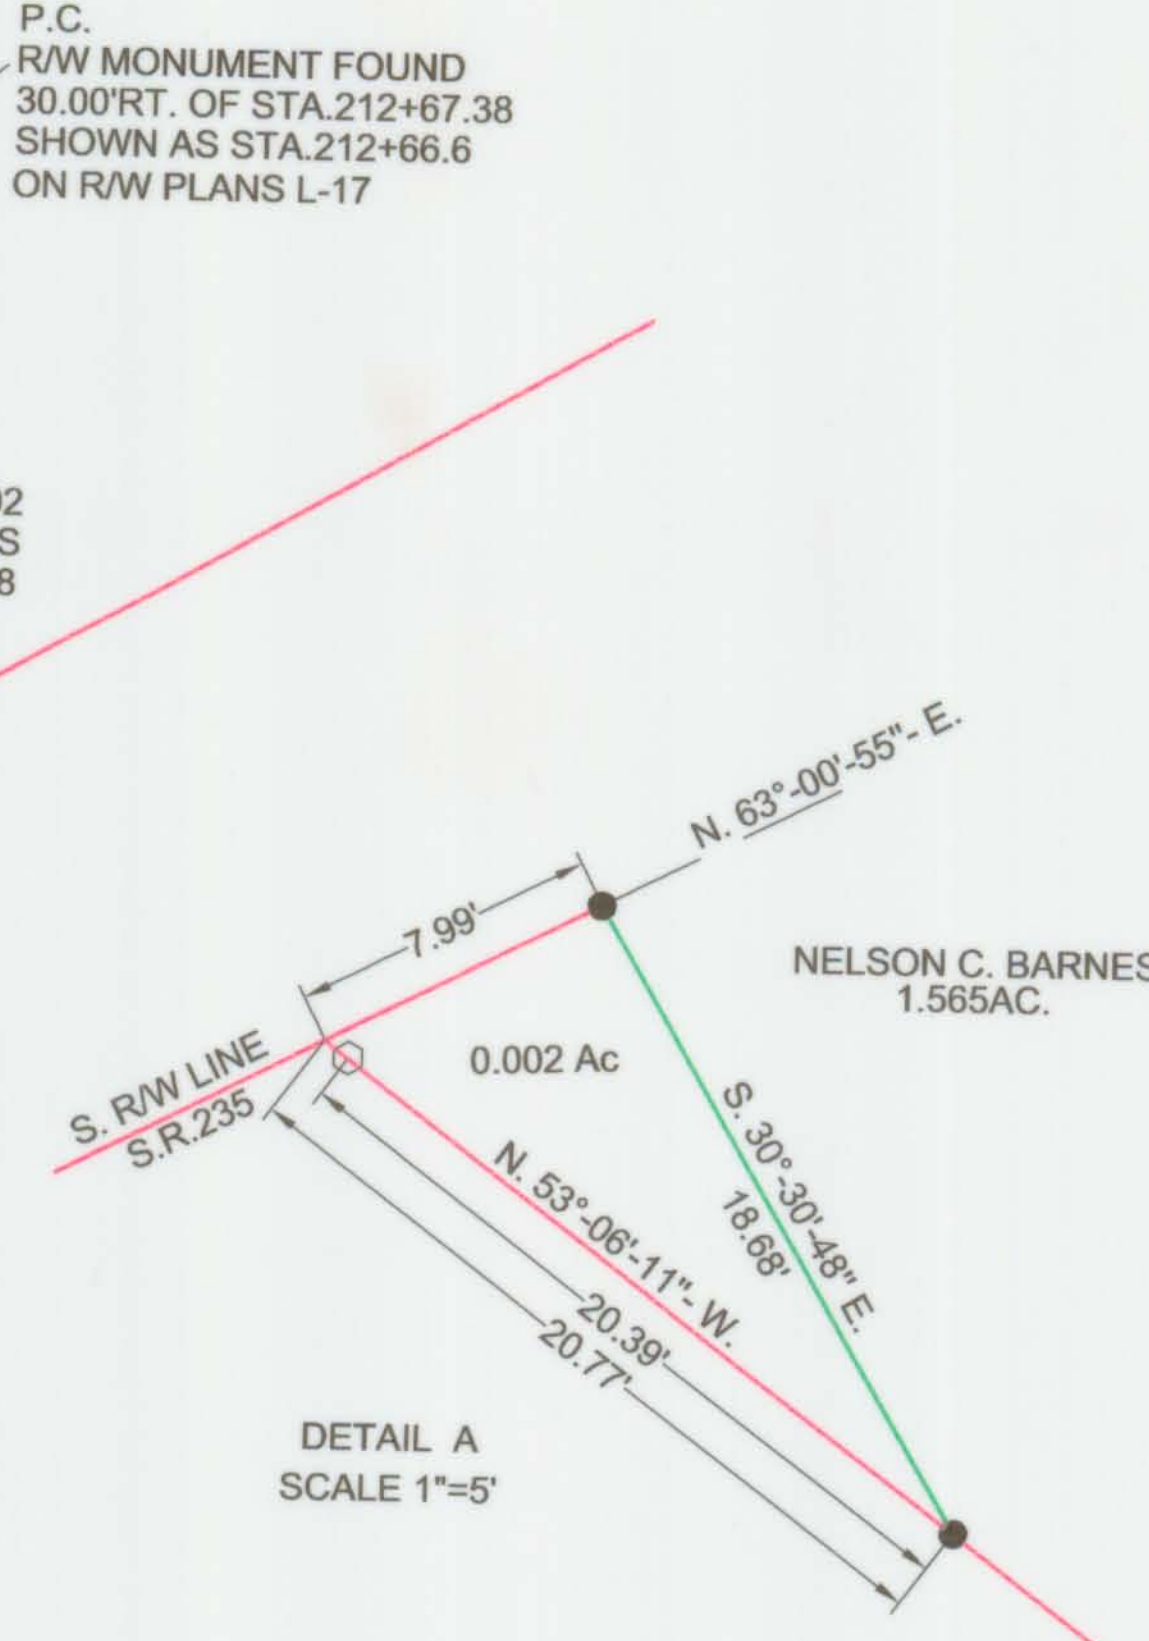 P.C.
R/W MONUMENT FOUND
30.00'RT. OF STA.212+67.38
SHOWN AS STA.212+66.6
ON R/W PLANS L-17
02
S
8
N. 63°-00'-55"- E.
7.99'
NELSON C. BARNES
1.565AC.
0.002 Ac
S. R/W LINE
S.R.235
S. 30°-30'-48" E.
18.68'
N. 53°-06'-11"- W.
20.39'
20.77'
DETAIL A
SCALE 1"=5'